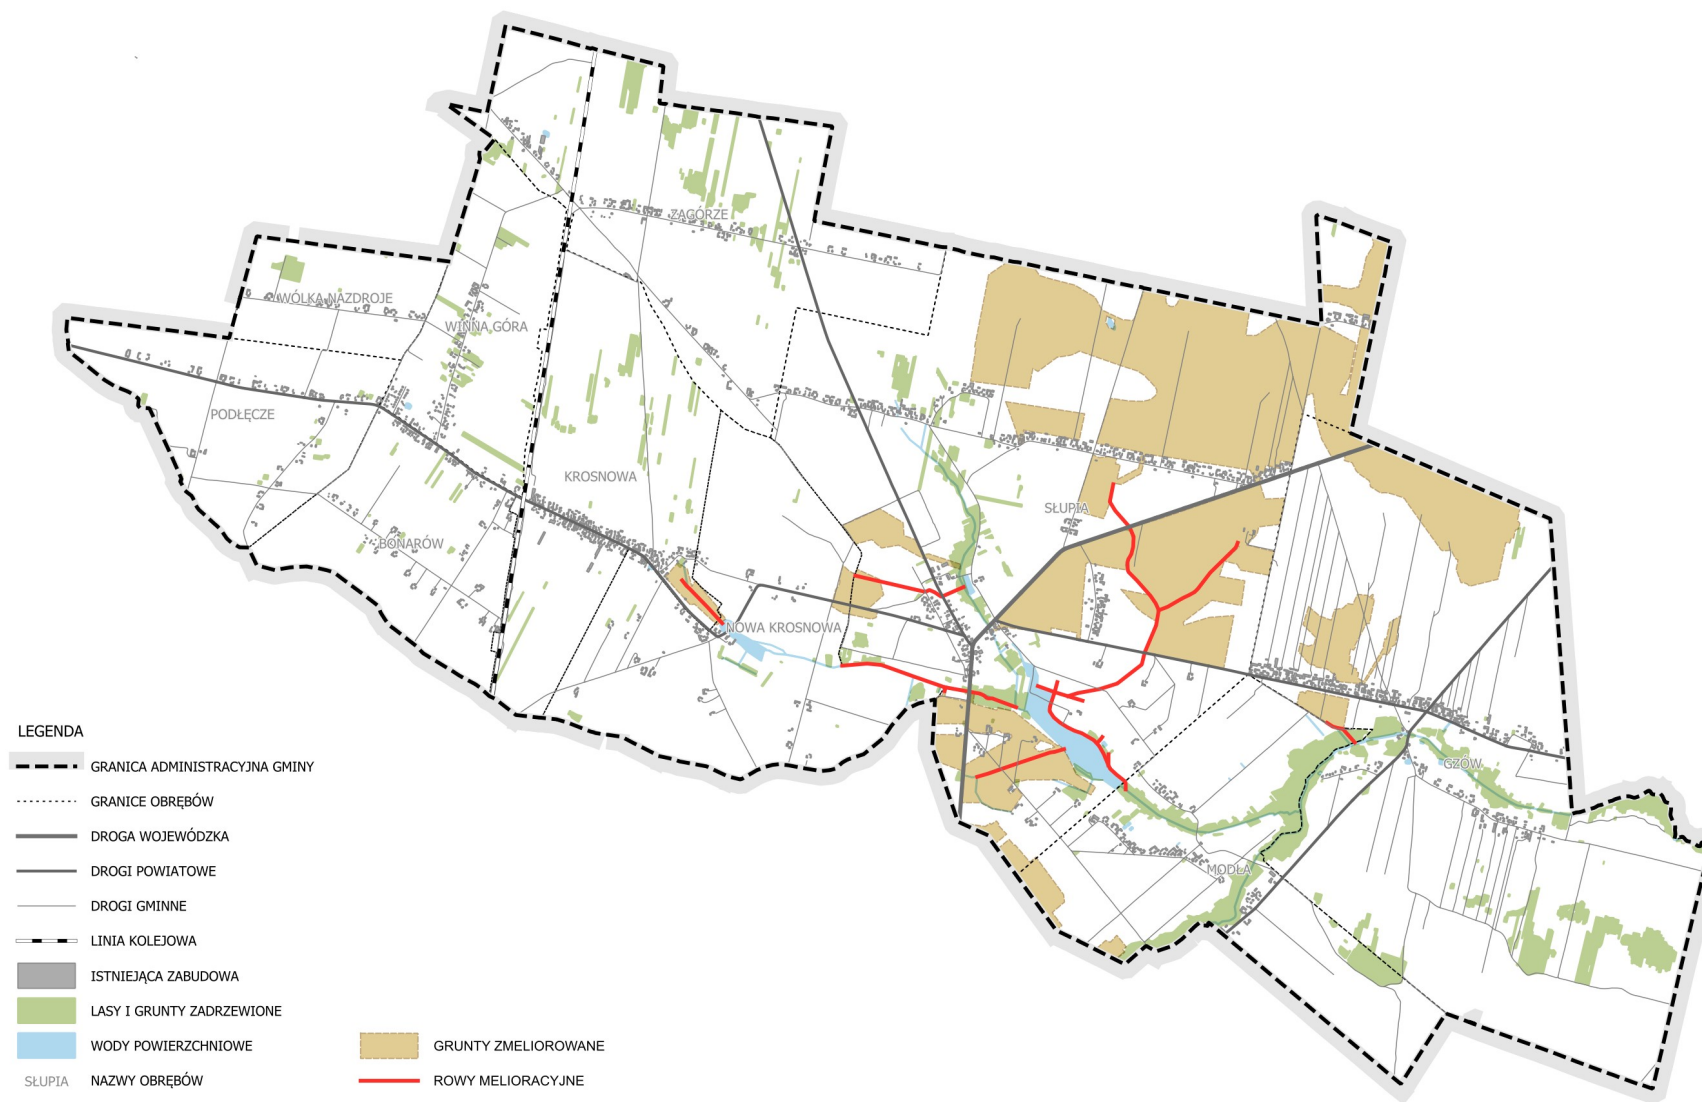 ZAGÓRZE
WÓLKA NAZDROJE
WINNA GÓRA
PODŁĘCZE
KROSNOWA
SŁUPIA
BONARÓW
NOWA KROSNOWA
GZÓW
MODŁA
LEGENDA
GRANICA ADMINISTRACYJNA GMINY
GRANICE OBRĘBÓW
DROGA WOJEWÓDZKA
DROGI POWIATOWE
DROGI GMINNE
LINIA KOLEJOWA
ISTNIEJĄCA ZABUDOWA
LASY I GRUNTY ZADRZEWIONE
WODY POWIERZCHNIOWE
GRUNTY ZMELIOROWANE
SŁUPIA NAZWY OBRĘBÓW
ROWY MELIORACYJNE